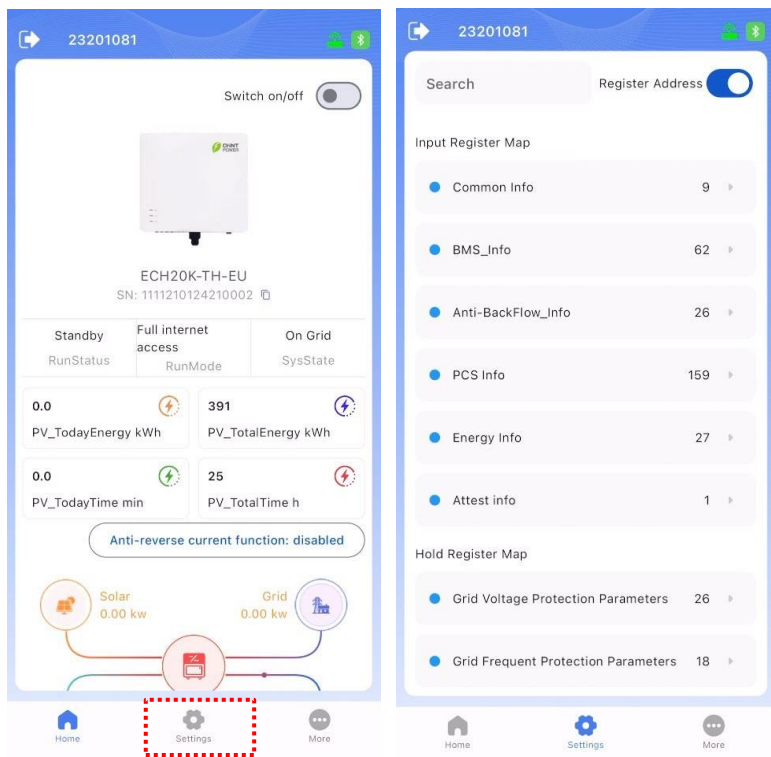 23201081
Switch on/off
CHNT
POWER
ECH20K-TH-EU
SN: 1111210124210002
Standby
RunStatus
Full internet
access
RunMode
On Grid
SysState
0.0
PV_TodayEnergy kWh
391
PV_TotalEnergy kWh
0.0
PV_TodayTime min
25
PV_TotalTime h
Anti-reverse current function: disabled
Solar
0.00 kw
Grid
0.00 kw
Home
Settings
More
23201081
Search
Register Address
Input Register Map
Common Info 9
BMS_Info 62
Anti-BackFlow_Info 26
PCS Info 159
Energy Info 27
Attest info 1
Hold Register Map
Grid Voltage Protection Parameters 26
Grid Frequent Protection Parameters 18
Home
Settings
More